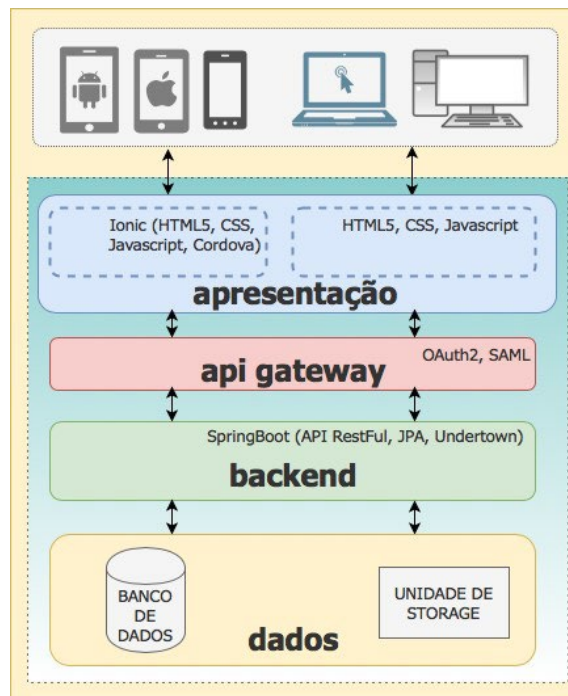 Ionic (HTML5, CSS,
Javascript, Cordova)
HTML5, CSS, Javascript
apresentação
OAuth2, SAML
api gateway
SpringBoot (API RestFul, JPA, Undertown)
backend
BANCO
DE
DADOS
UNIDADE DE
STORAGE
dados